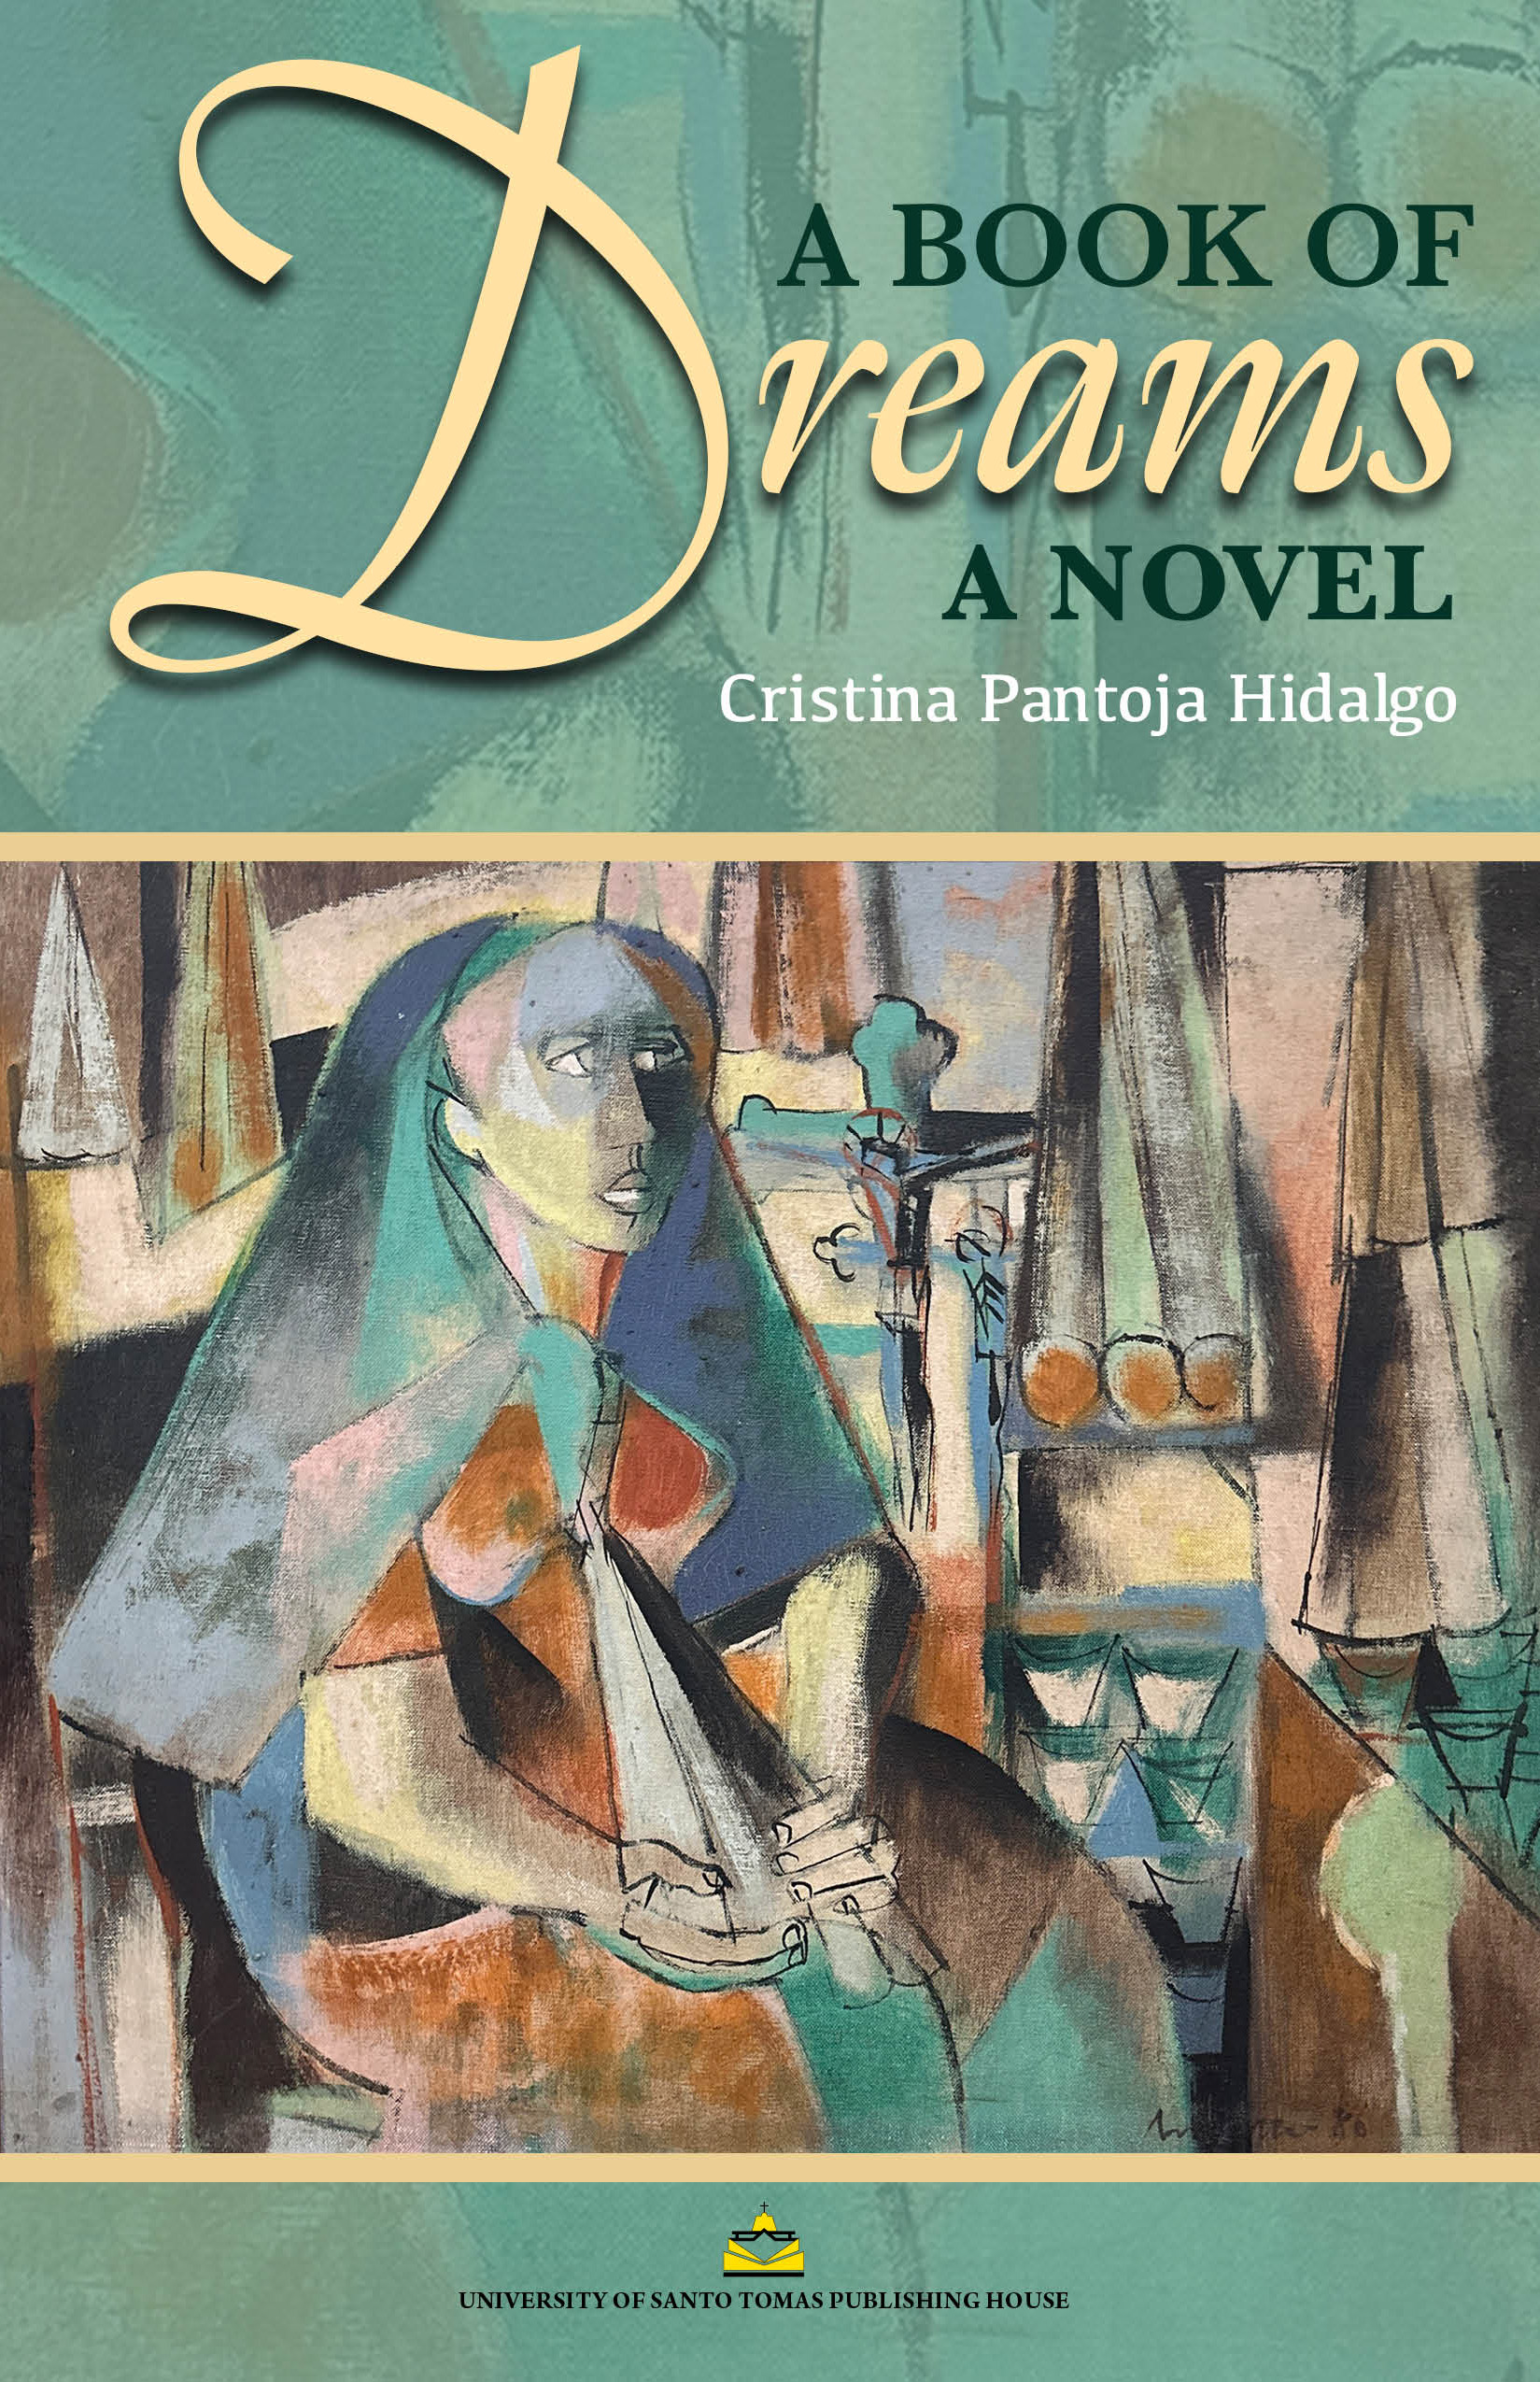 A BOOK OF
Dreams
A NOVEL
Cristina Pantoja Hidalgo
UNIVERSITY OF SANTO TOMAS PUBLISHING HOUSE